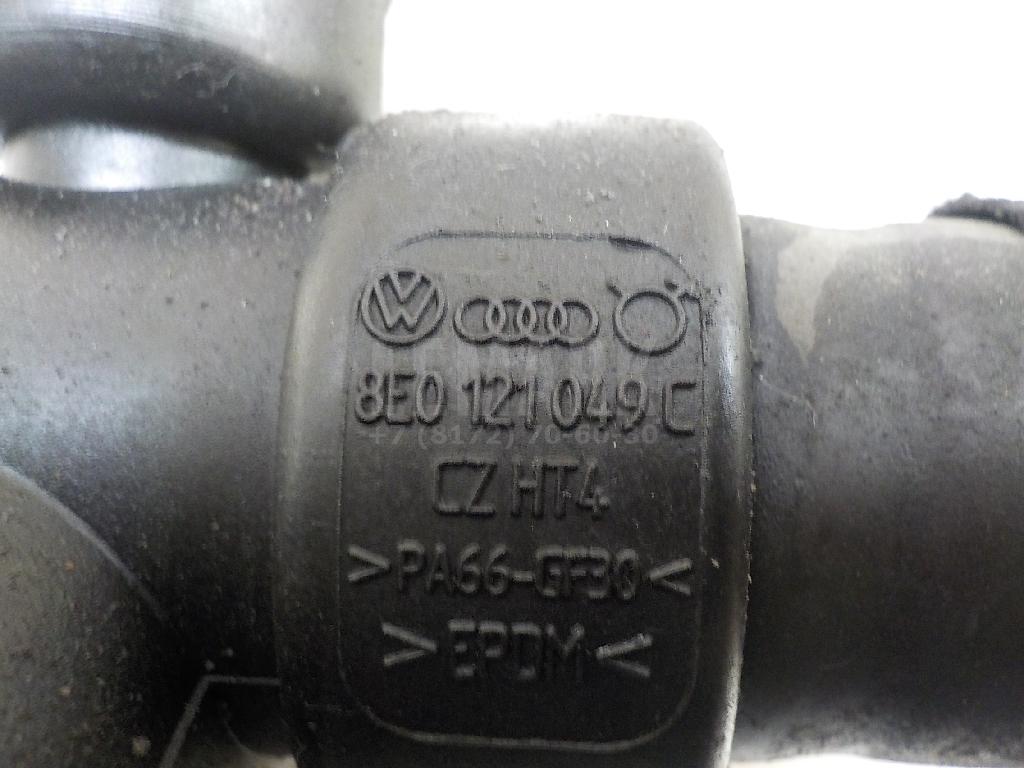 8E0 121 049 C
+7 (8172) 70-60-30
CZ HT4
>PA66-GF30<
>EPDM<